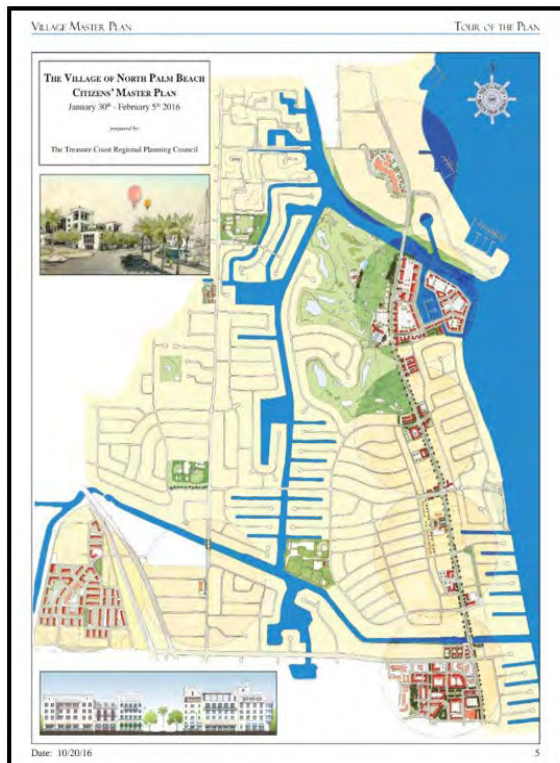 VILLAGE MASTER PLAN
TOUR OF THE PLAN
THE VILLAGE OF NORTH PALM BEACH
CITIZENS' MASTER PLAN
January 30th - February 5th 2016
prepared by:
The Treasure Coast Regional Planning Council
Date: 10/20/16
5